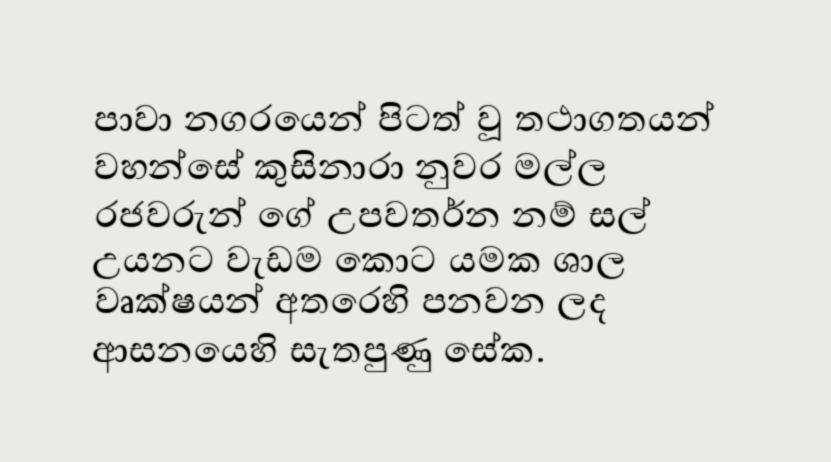 පාවා නගරයෙන් පිටත් වූ තථාගතයන්
වහන්සේ කුසිනාරා නුවර මල්ල
රජවරුන් ගේ උපවතර්න නම් සල්
උයනට වැඩම කොට යමක ශාල
වෘක්ෂයන් අතරෙහි පනවන ලද
ආසනයෙහි සැතපුණු සේක.